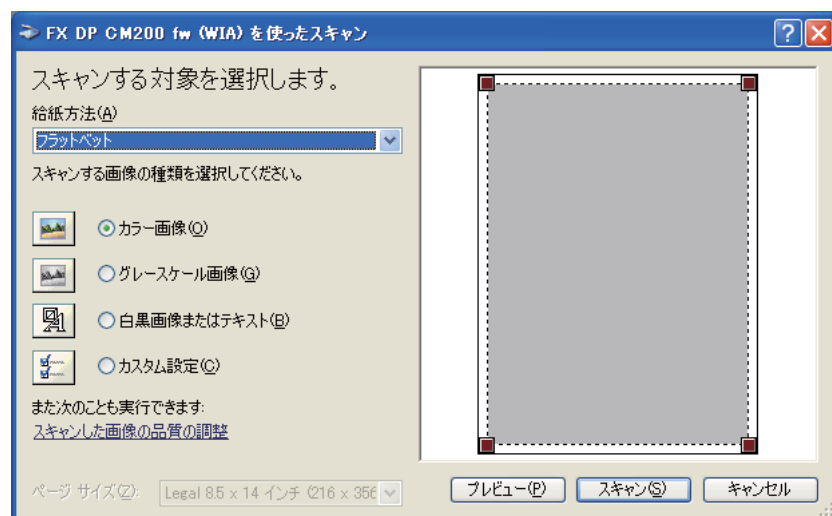 FX DP CM200 fw (WIA) を使ったスキャン
スキャンする対象を選択します。
給紙方法(A)
フラットベット
スキャンする画像の種類を選択してください。
カラー画像(O)
グレースケール画像(G)
白黒画像またはテキスト(B)
カスタム設定(C)
また次のことも実行できます:
スキャンした画像の品質の調整
ページ サイズ(Z): Legal 8.5 x 14 インチ (216 x 356
プレビュー(P) スキャン(S) キャンセル